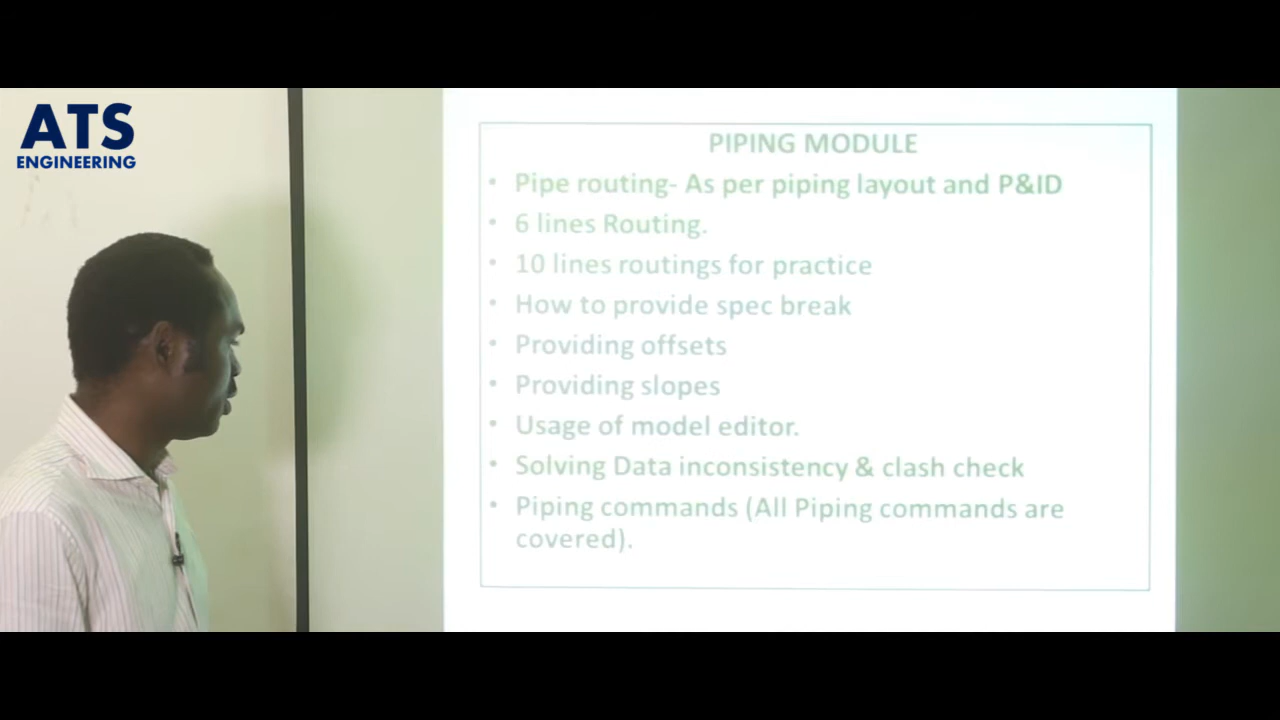 ATS
ENGINEERING
PIPING MODULE
• Pipe routing- As per piping layout and P&ID
• 6 lines Routing.
• 10 lines routings for practice
• How to provide spec break
• Providing offsets
• Providing slopes
• Usage of model editor.
• Solving Data inconsistency & clash check
• Piping commands (All Piping commands are
covered).